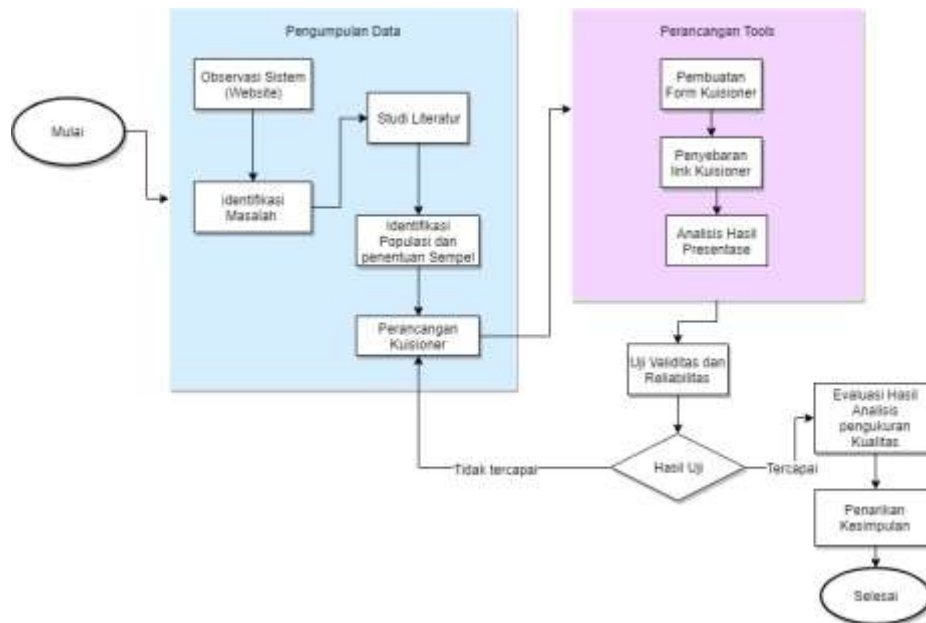 Pengumpulan Data
Observasi Sistem
(Website)
Mulai
identifikasi
Masalah
Studi Literatur
Identifikasi
Populasi dan
penentuan Sempel
Perancangan
Kuisioner
Perancangan Tools
Pembuatan
Form Kuisioner
Penyebaran
link Kuisioner
Analisis Hasil
Presentase
Uji Validitas dan
Reliabilitas
Hasil Uji
Tidak tercapai
Tercapai
Evaluasi Hasil
Analisis
pengukuran
Kualitas
Penarikan
Kesimpulan
Selesai